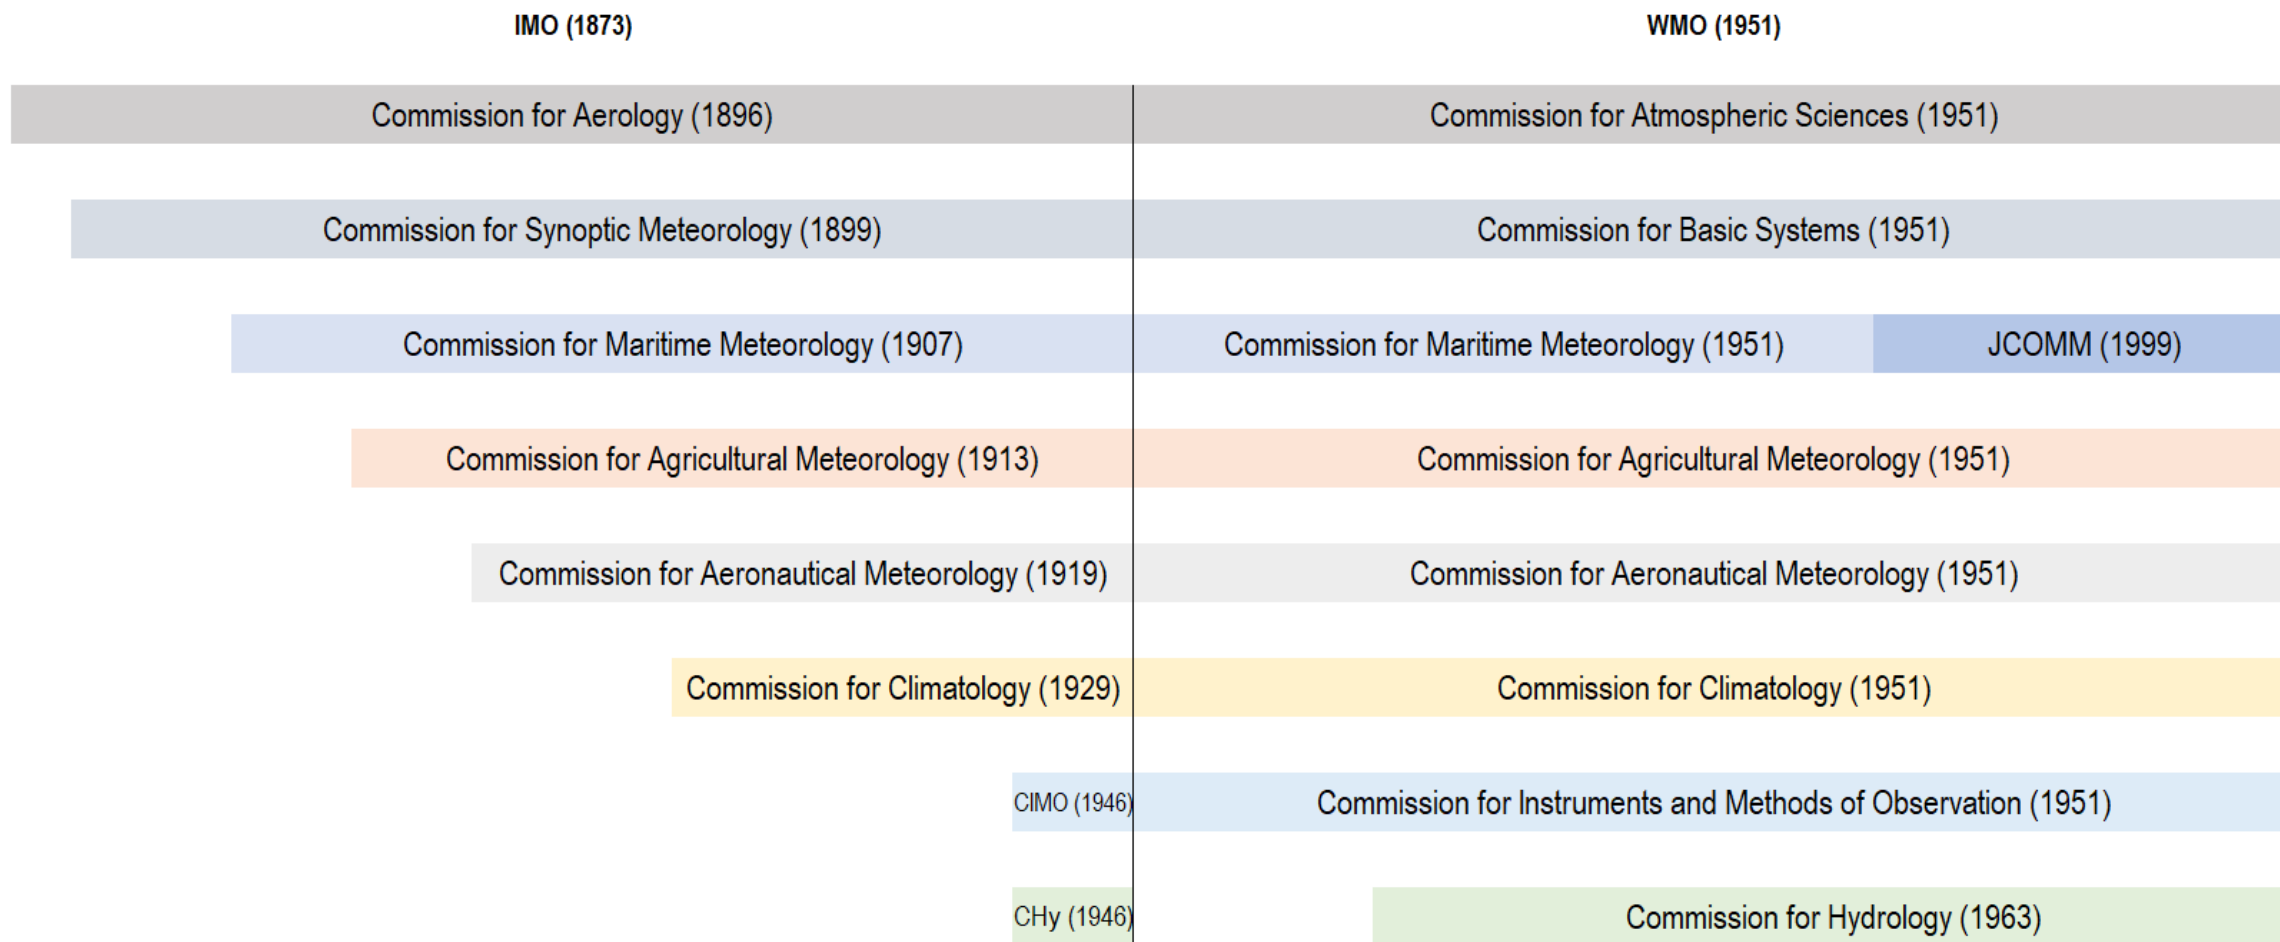 IMO (1873)
WMO (1951)
Commission for Aerology (1896)
Commission for Atmospheric Sciences (1951)
Commission for Synoptic Meteorology (1899)
Commission for Basic Systems (1951)
Commission for Maritime Meteorology (1907)
Commission for Maritime Meteorology (1951)
JCOMM (1999)
Commission for Agricultural Meteorology (1913)
Commission for Agricultural Meteorology (1951)
Commission for Aeronautical Meteorology (1919)
Commission for Aeronautical Meteorology (1951)
Commission for Climatology (1929)
Commission for Climatology (1951)
CIMO (1946)
Commission for Instruments and Methods of Observation (1951)
CHy (1946)
Commission for Hydrology (1963)